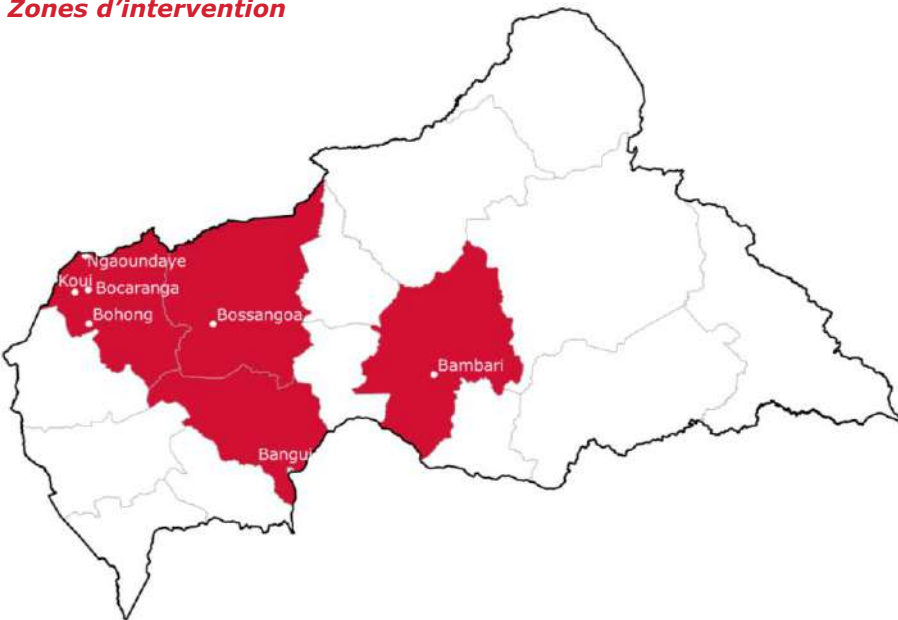 Zones d’intervention
Ngaoundaye
Koui
Bocaranga
Bohong
Bossangoa
Bambari
Bangui